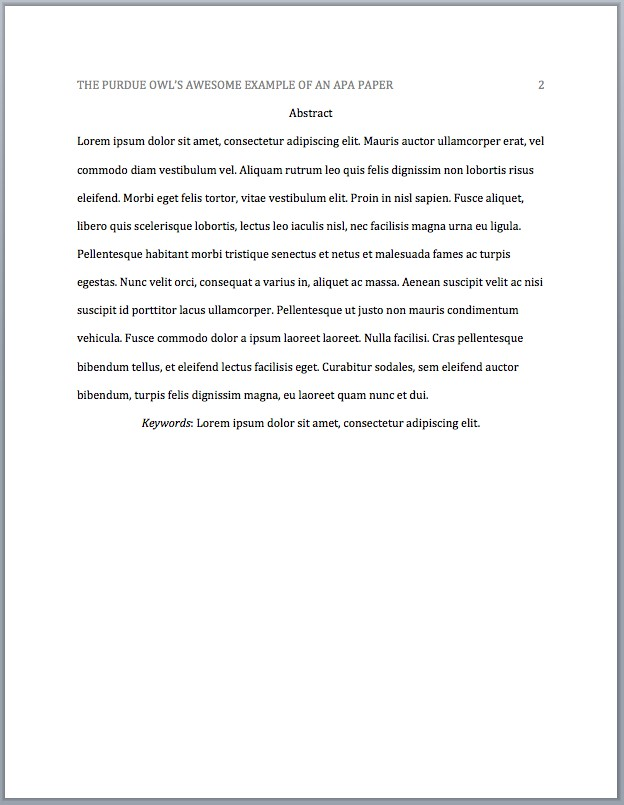 THE PURDUE OWL'S AWESOME EXAMPLE OF AN APA PAPER 2
Abstract
Lorem ipsum dolor sit amet, consectetur adipiscing elit. Mauris auctor ullamcorper erat, vel
commodo diam vestibulum vel. Aliquam rutrum leo quis felis dignissim non lobortis risus
eleifend. Morbi eget felis tortor, vitae vestibulum elit. Proin in nisl sapien. Fusce aliquet,
libero quis scelerisque lobortis, lectus leo iaculis nisl, nec facilisis magna urna eu ligula.
Pellentesque habitant morbi tristique senectus et netus et malesuada fames ac turpis
egestas. Nunc velit orci, consequat a varius in, aliquet ac massa. Aenean suscipit velit ac nisi
suscipit id porttitor lacus ullamcorper. Pellentesque ut justo non mauris condimentum
vehicula. Fusce commodo dolor a ipsum laoreet laoreet. Nulla facilisi. Cras pellentesque
bibendum tellus, et eleifend lectus facilisis eget. Curabitur sodales, sem eleifend auctor
bibendum, turpis felis dignissim magna, eu laoreet quam nunc et dui.
Keywords: Lorem ipsum dolor sit amet, consectetur adipiscing elit.